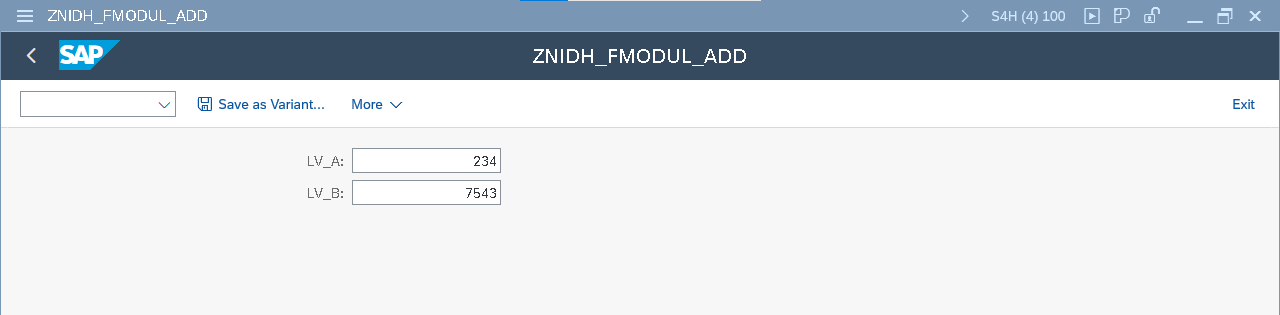 ZNIDH_FMODUL_ADD
S4H (4) 100
SAP
ZNIDH_FMODUL_ADD
Save as Variant... More Exit
LV_A: 234
LV_B: 7543